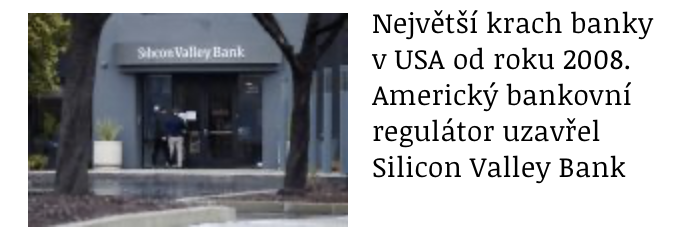 Silicon Valley Bank
Největší krach banky
v USA od roku 2008.
Americký bankovní
regulátor uzavřel
Silicon Valley Bank